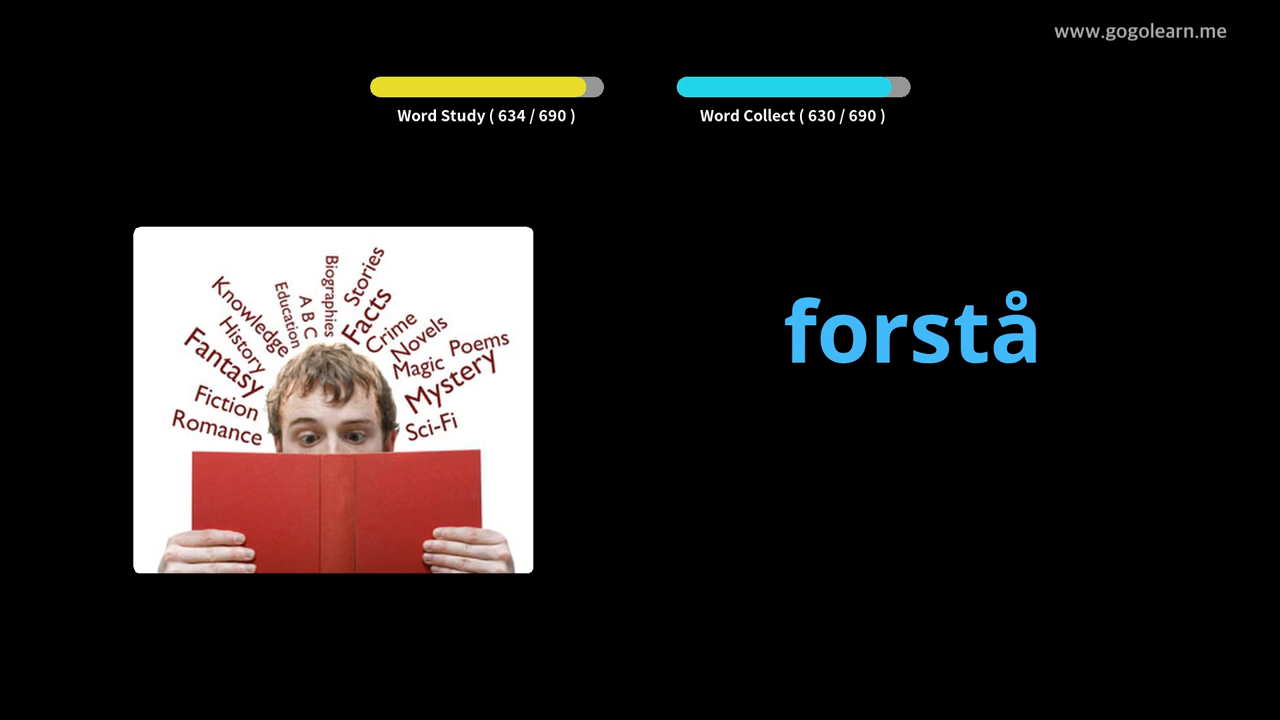 www.gogolearn.me
Word Study ( 634 / 690 )
Word Collect ( 630 / 690 )
forstå
Knowledge
History
Fantasy
Fiction
Romance
Education
A B C
Biographies
Stories
Facts
Crime
Novels
Magic
Poems
Mystery
Sci-Fi